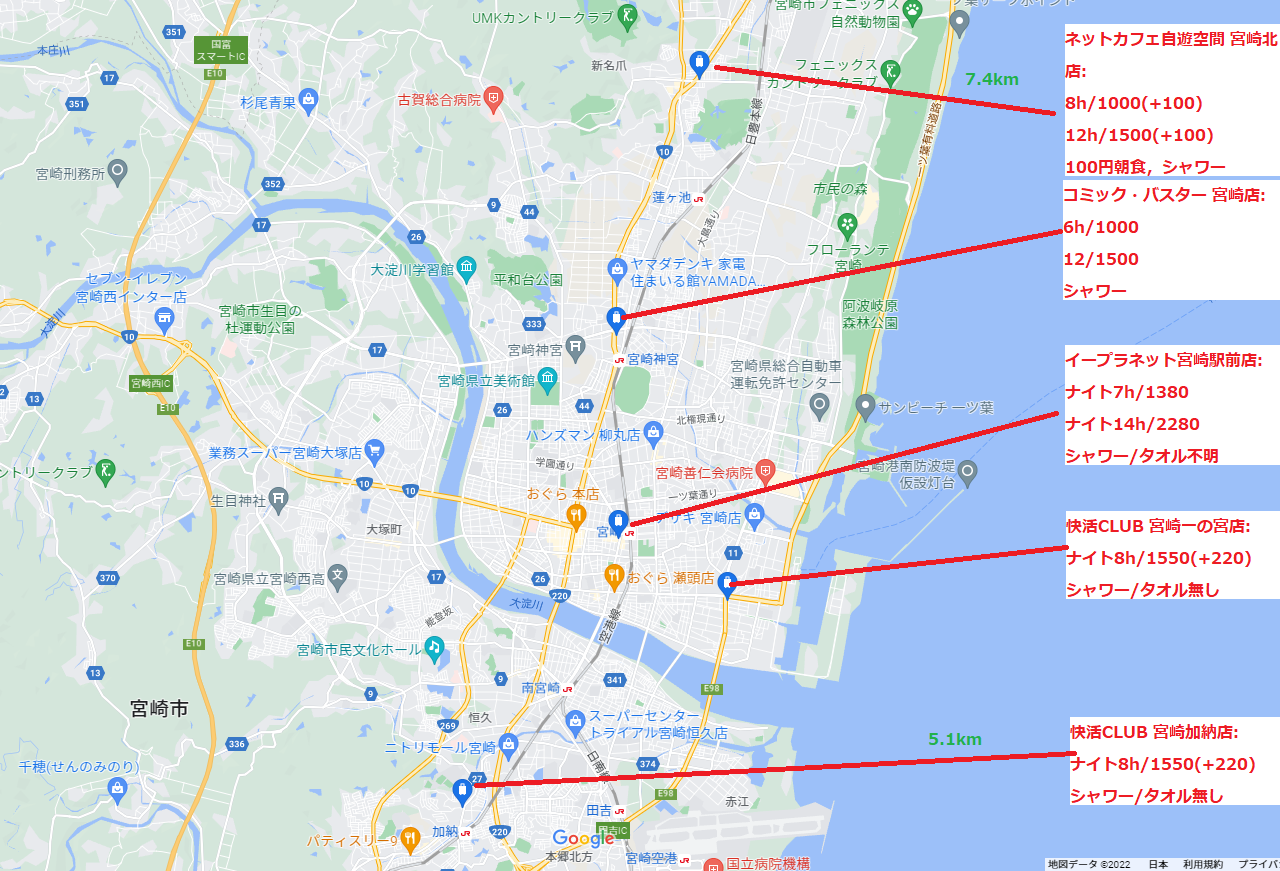 UMKカントリークラブ
宮崎市フェニックス
自然動物園
351
国富
スマートIC
E10
本庄川
17
351
新名爪
フェニックス
カントリークラブ
7.4km
ネットカフェ自遊空間 宮崎北
店:
8h/1000(+100)
12h/1500(+100)
100円朝食，シャワー
杉尾青果
古賀総合病院
日豊本線
一ツ葉有料道路
10
宮崎刑務所
352
蓮ヶ池
JR
市民の森
コミック・バスター 宮崎店:
6h/1000
12/1500
シャワー
9
44
17
26
大島通り
フローランテ
宮崎
大淀川学習館
平和台公園
ヤマダデンキ 家電
住まいる館YAMADA...
セブン-イレブン
宮崎西インター店
大淀川
宮崎市生目の
杜運動公園
333
阿波岐原
森林公園
10
17
宮崎神宮
JR 宮崎神宮
宮崎県総合自動車
運転免許センター
イープラネット宮崎駅前店:
ナイト7h/1380
ナイト14h/2280
シャワー/タオル不明
宮崎西IC
E10
13
宮崎県立美術館
44
26
サンビーチ一ツ葉
北権現通り
ハンズマン 柳丸店
業務スーパー宮崎大塚店
学園通り
宮崎善仁会病院
宮崎港南防波堤
仮設灯台
ントリークラブ
10
10
生目神社
おぐら 本店
一ツ葉通り
大塚町
宮崎
JR
アリキ 宮崎店
快活CLUB 宮崎一の宮店:
ナイト8h/1550(+220)
シャワー/タオル無し
11
370
宮崎県立宮崎西高
17
26
220
おぐら 瀬頭店
大淀川
能登坂
空港線
E10
宮崎市民文化ホール
13
9
9
南宮崎 JR
341
E98
宮崎市
恒久
269
336
スーパーセンター
トライアル宮崎恒久店
ニトリモール宮崎
5.1km
快活CLUB 宮崎加納店:
ナイト8h/1550(+220)
シャワー/タオル無し
千穂(せんのみのり)
27
日南線
374
E98
赤江
田吉 JR
加納 JR
220
パティスリー9
Google
本郷北方
宮崎空港 JR
国立病院機構
地図データ ©2022
日本
利用規約